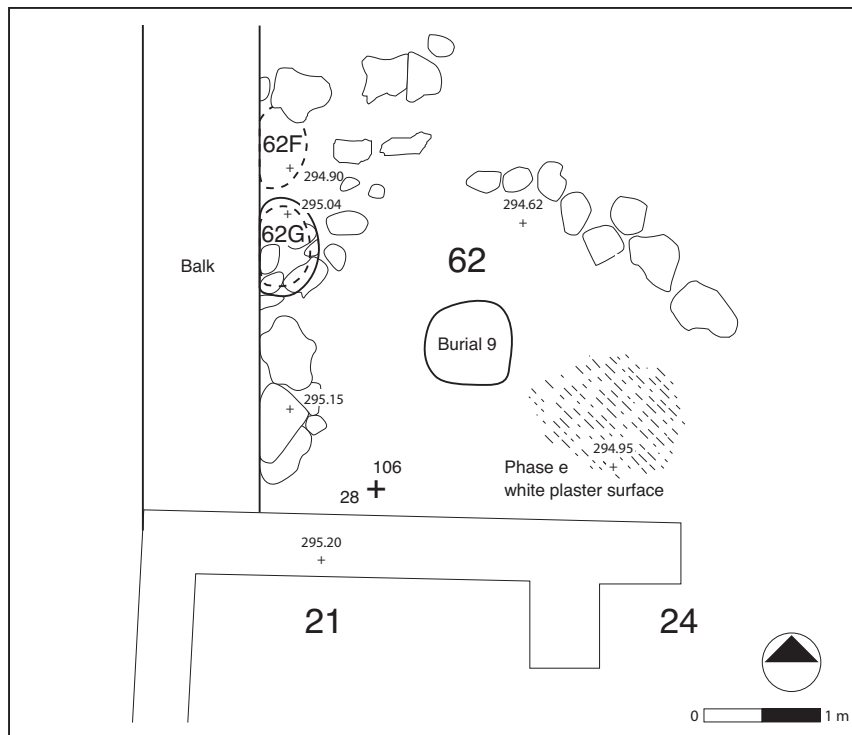 62F
294.90
295.04
62G
294.62
62
Balk
Burial 9
295.15
294.95
106
28
Phase e
white plaster surface
295.20
21
24
0
1 m